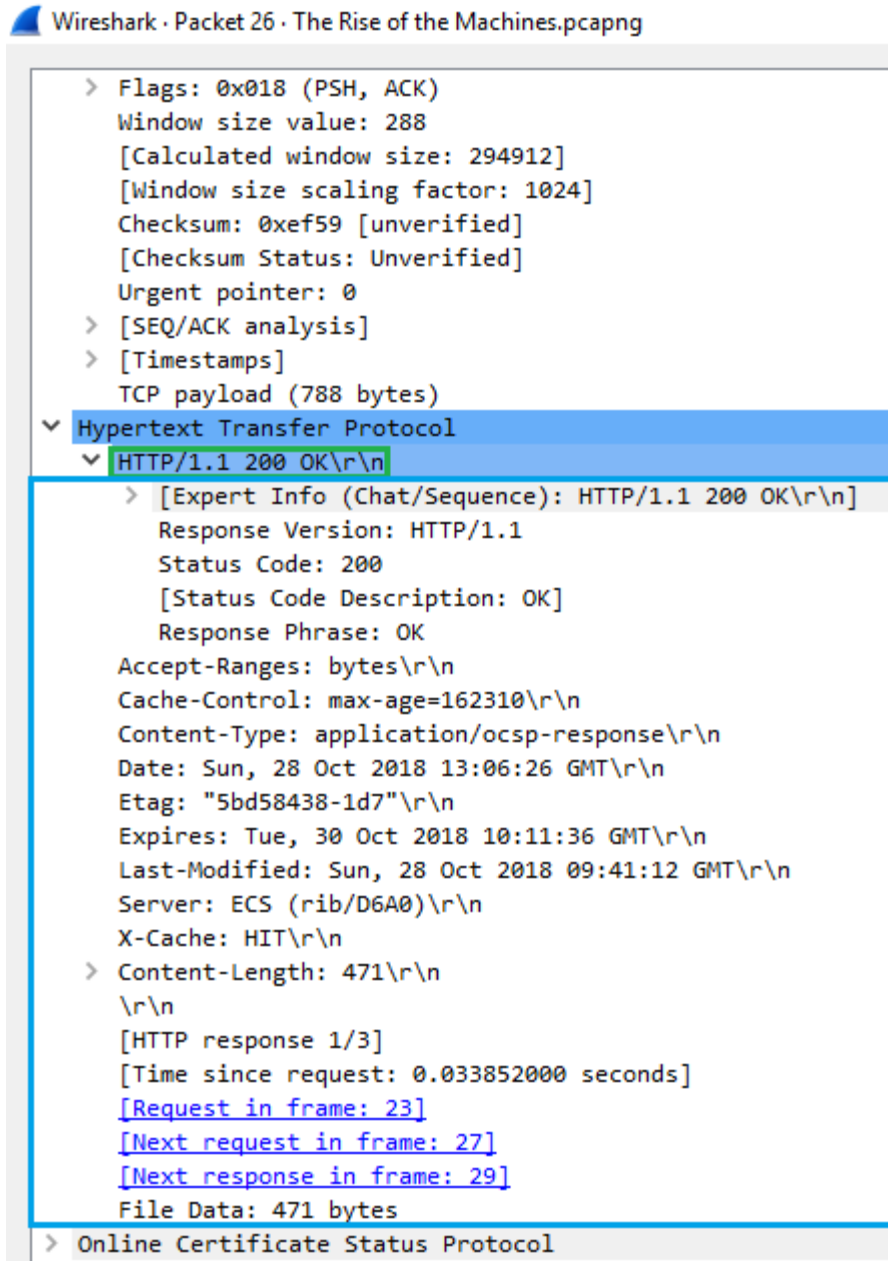 Wireshark · Packet 26 · The Rise of the Machines.pcapng
Flags: 0x018 (PSH, ACK)
Window size value: 288
[Calculated window size: 294912]
[Window size scaling factor: 1024]
Checksum: 0xef59 [unverified]
[Checksum Status: Unverified]
Urgent pointer: 0
[SEQ/ACK analysis]
[Timestamps]
TCP payload (788 bytes)
Hypertext Transfer Protocol
HTTP/1.1 200 OK\r\n
[Expert Info (Chat/Sequence): HTTP/1.1 200 OK\r\n]
Response Version: HTTP/1.1
Status Code: 200
[Status Code Description: OK]
Response Phrase: OK
Accept-Ranges: bytes\r\n
Cache-Control: max-age=162310\r\n
Content-Type: application/ocsp-response\r\n
Date: Sun, 28 Oct 2018 13:06:26 GMT\r\n
Etag: "5bd58438-1d7"\r\n
Expires: Tue, 30 Oct 2018 10:11:36 GMT\r\n
Last-Modified: Sun, 28 Oct 2018 09:41:12 GMT\r\n
Server: ECS (rib/D6A0)\r\n
X-Cache: HIT\r\n
Content-Length: 471\r\n
\r\n
[HTTP response 1/3]
[Time since request: 0.033852000 seconds]
[Request in frame: 23]
[Next request in frame: 27]
[Next response in frame: 29]
File Data: 471 bytes
Online Certificate Status Protocol